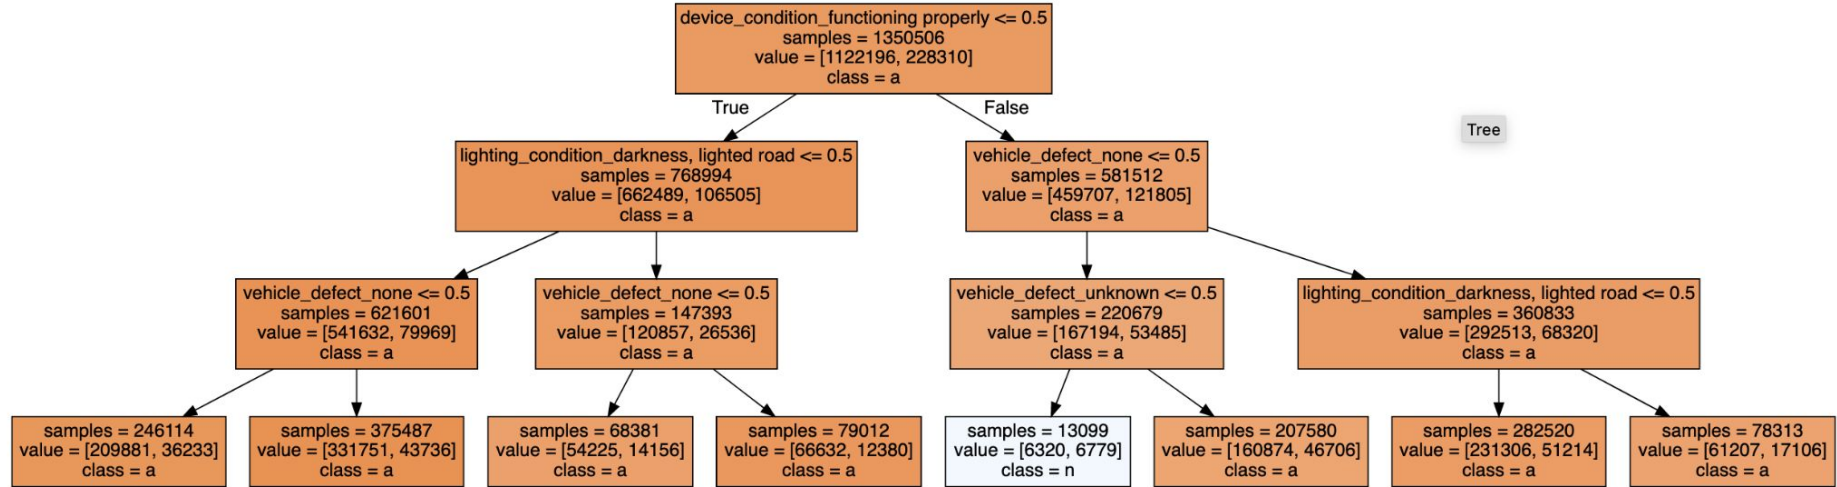 device_condition_functioning properly <= 0.5
samples = 1350506
value = [1122196, 228310]
class = a
True
False
Tree
lighting_condition_darkness, lighted road <= 0.5
samples = 768994
value = [662489, 106505]
class = a
vehicle_defect_none <= 0.5
samples = 581512
value = [459707, 121805]
class = a
vehicle_defect_none <= 0.5
samples = 621601
value = [541632, 79969]
class = a
vehicle_defect_none <= 0.5
samples = 147393
value = [120857, 26536]
class = a
vehicle_defect_unknown <= 0.5
samples = 220679
value = [167194, 53485]
class = a
lighting_condition_darkness, lighted road <= 0.5
samples = 360833
value = [292513, 68320]
class = a
samples = 246114
value = [209881, 36233]
class = a
samples = 375487
value = [331751, 43736]
class = a
samples = 68381
value = [54225, 14156]
class = a
samples = 79012
value = [66632, 12380]
class = a
samples = 13099
value = [6320, 6779]
class = n
samples = 207580
value = [160874, 46706]
class = a
samples = 282520
value = [231306, 51214]
class = a
samples = 78313
value = [61207, 17106]
class = a